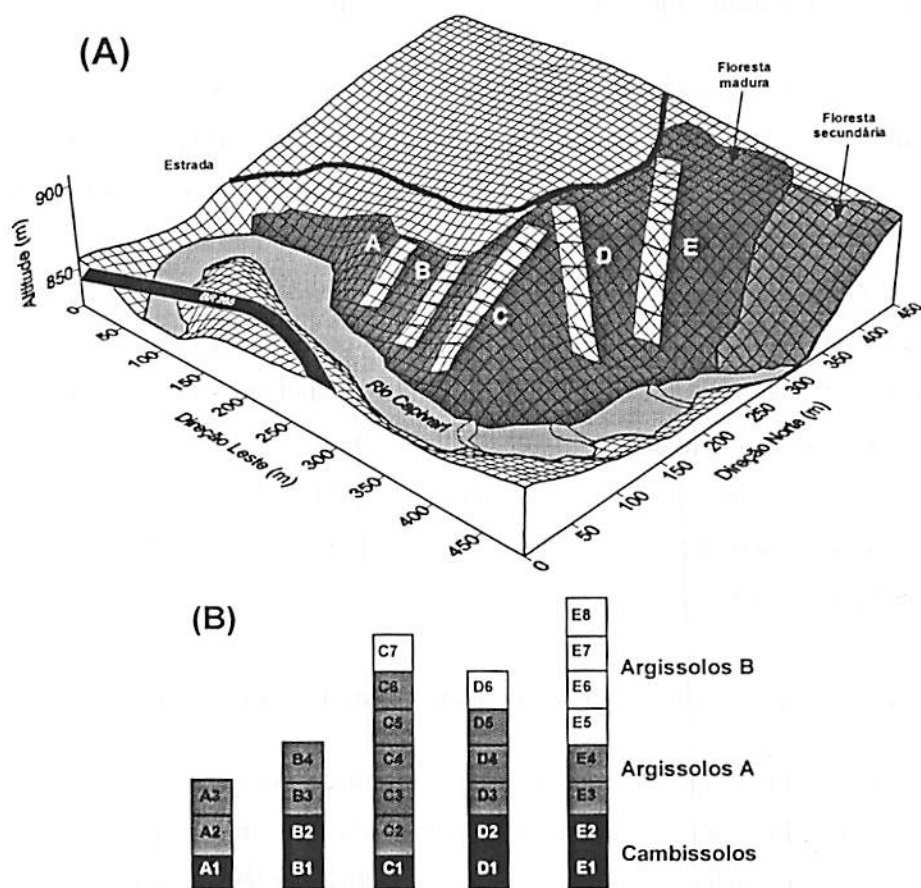 (A)
Floresta
madura
Floresta
secundária
Estrada
Altitude (m)
900
850
0
50
100
150
200
250
300
350
400
450
Direção Leste (m)
Rio Capivari
A
B
C
D
E
0
50
100
150
200
250
300
350
400
450
Direção Norte (m)
(B)
E8
C7 E7 Argissolos B
C6 D6 E6
C5 D5 E5
B4 C4 D4 E4 Argissolos A
A3 B3 C3 D3 E3
A2 B2 C2 D2 E2 Cambissolos
A1 B1 C1 D1 E1